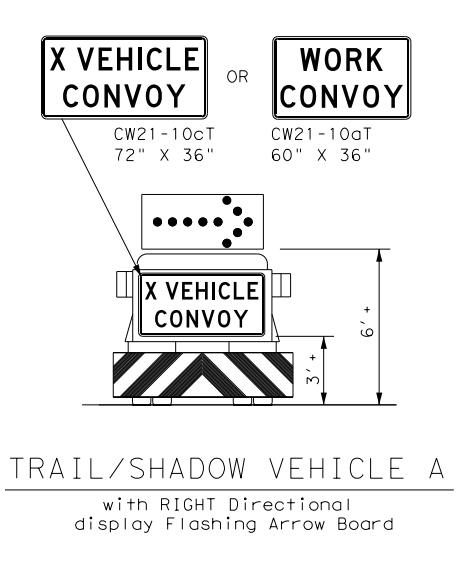 X VEHICLE
CONVOY
OR
WORK
CONVOY
CW21-10cT
72" X 36"
CW21-10aT
60" X 36"
X VEHICLE
CONVOY
6' +
3' +
TRAIL/SHADOW VEHICLE A
with RIGHT Directional
display Flashing Arrow Board